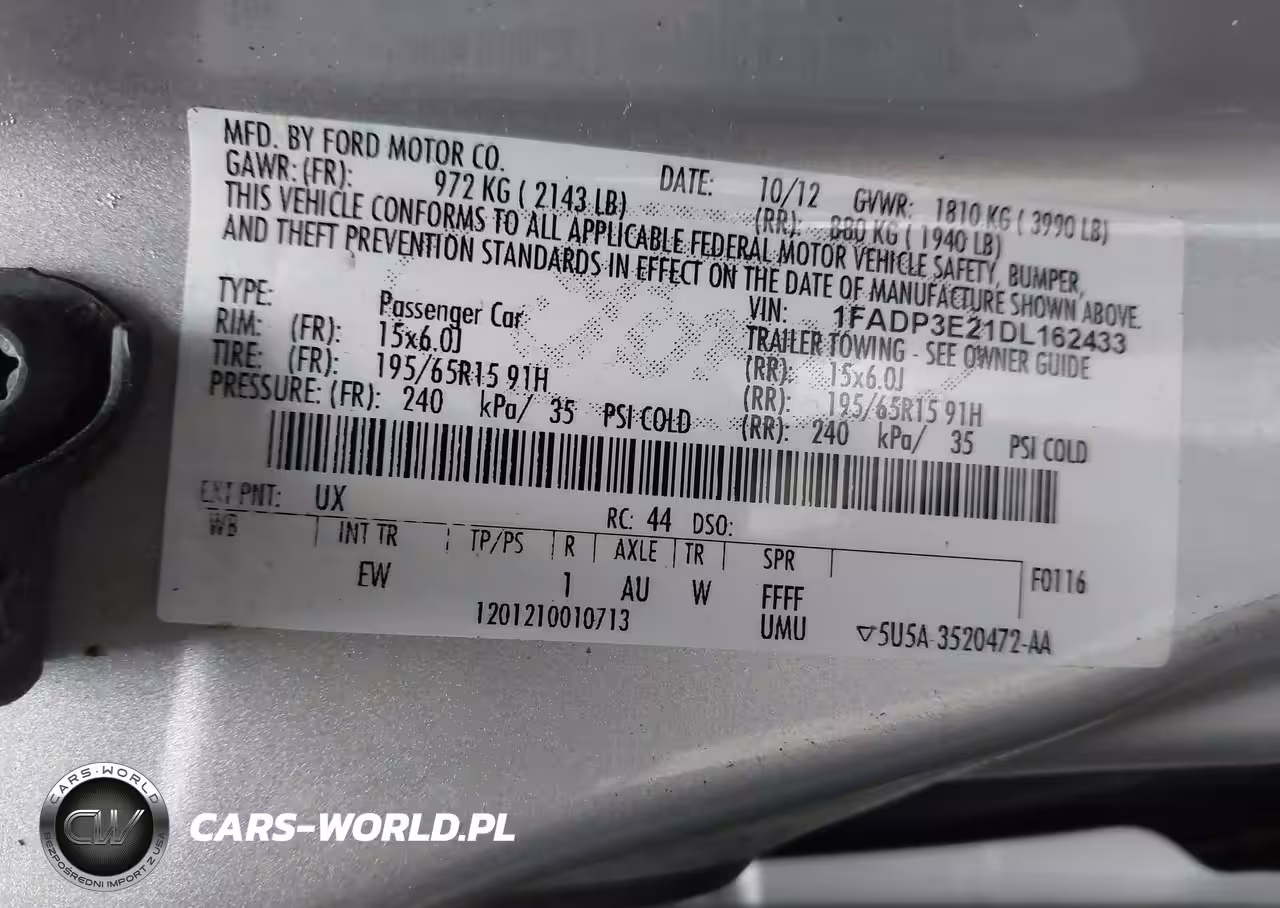 MFD. BY FORD MOTOR CO. DATE: 10/12 GVWR: 1810 KG ( 3990 LB)
GAWR: (FR): 972 KG ( 2143 LB) (RR): 880 KG ( 1940 LB)
THIS VEHICLE CONFORMS TO ALL APPLICABLE FEDERAL MOTOR VEHICLE SAFETY, BUMPER,
AND THEFT PREVENTION STANDARDS IN EFFECT ON THE DATE OF MANUFACTURE SHOWN ABOVE.
VIN: 1FADP3E21DL162433
TYPE: Passenger Car TRAILER TOWING - SEE OWNER GUIDE
RIM: (FR): 15x6.0J (RR): 15x6.0J
TIRE: (FR): 195/65R15 91H (RR): 195/65R15 91H
PRESSURE: (FR): 240 kPa/ 35 PSI COLD (RR): 240 kPa/ 35 PSI COLD
EXT PNT: UX RC: 44 DSO:
WB INT TR TP/PS R AXLE TR SPR
EW 1 AU W FFFF F0116
1201210010713 UMU ▽5U5A-3520472-AA
CARS-WORLD
CW
BEZPOŚREDNI IMPORT Z USA
CARS-WORLD.PL